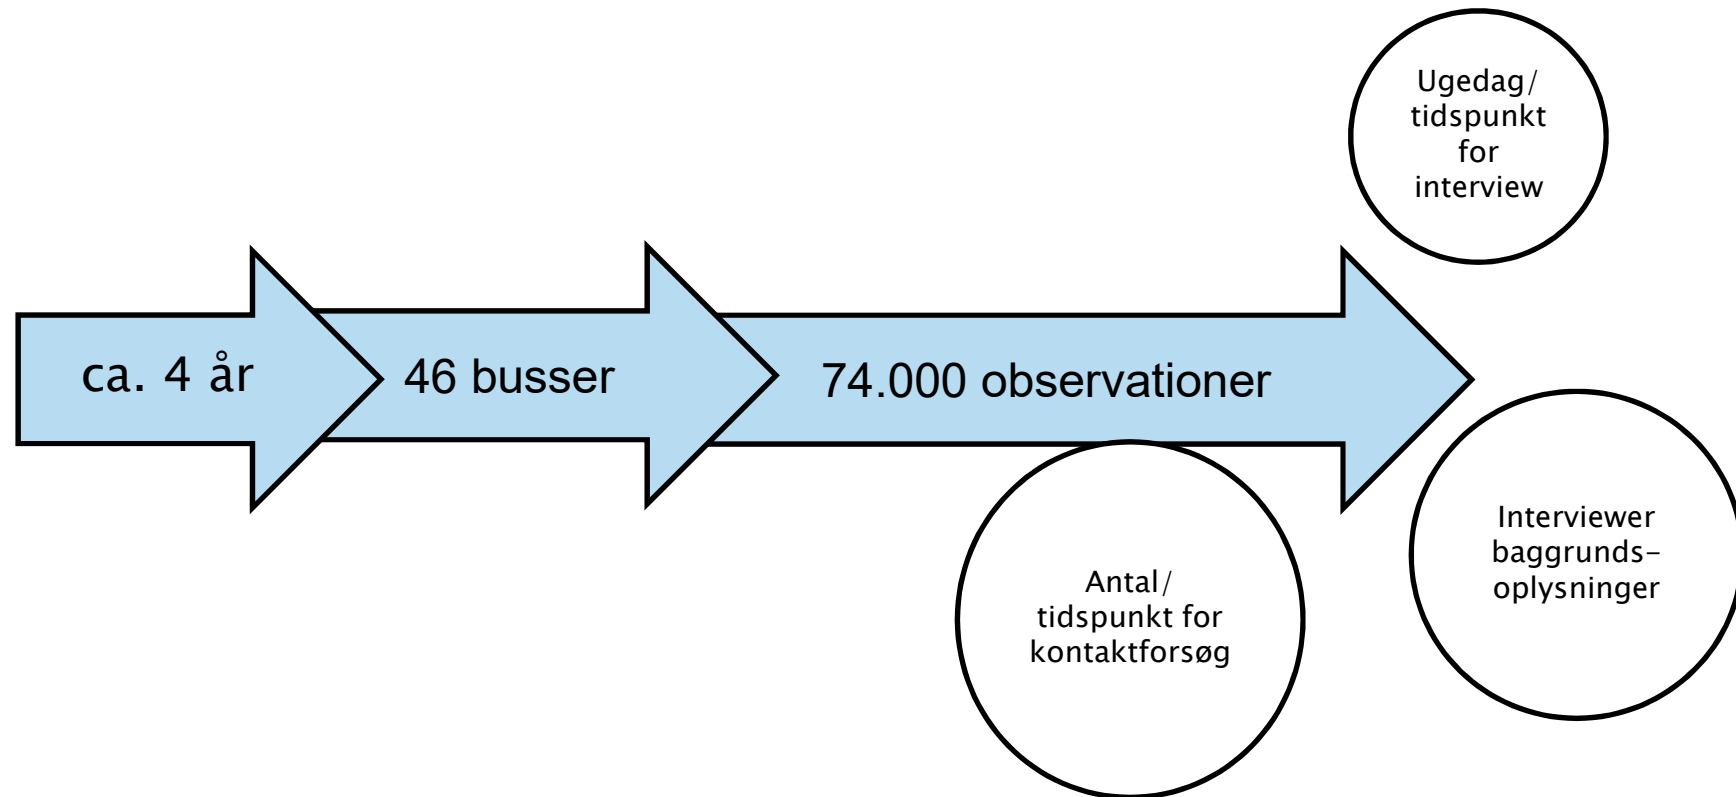 Ugedag/
tidspunkt
for
interview
ca. 4 år
46 busser
74.000 observationer
Antal/
tidspunkt for
kontaktforsøg
Interviewer
baggrunds-
oplysninger